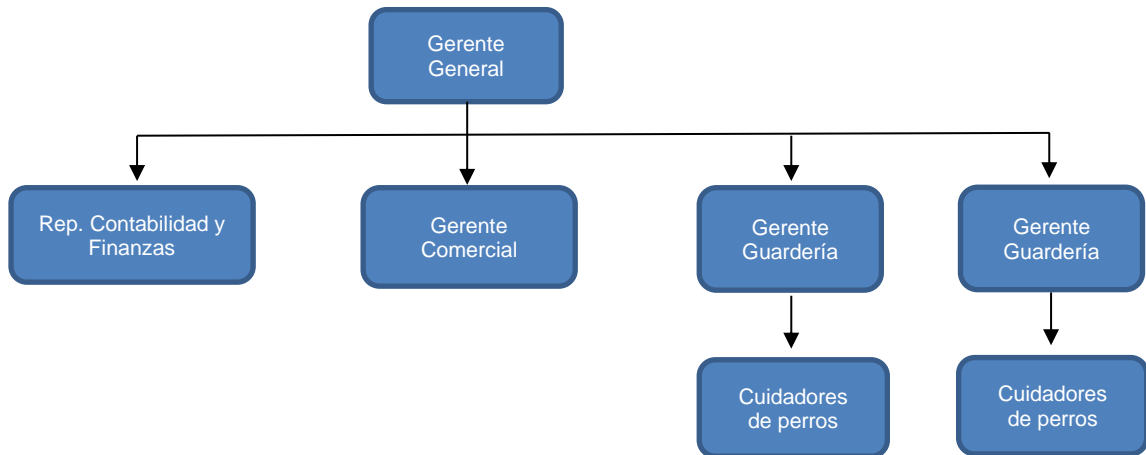 Gerente
General
Rep. Contabilidad y
Finanzas
Gerente
Comercial
Gerente
Guardería
Gerente
Guardería
Cuidadores
de perros
Cuidadores
de perros